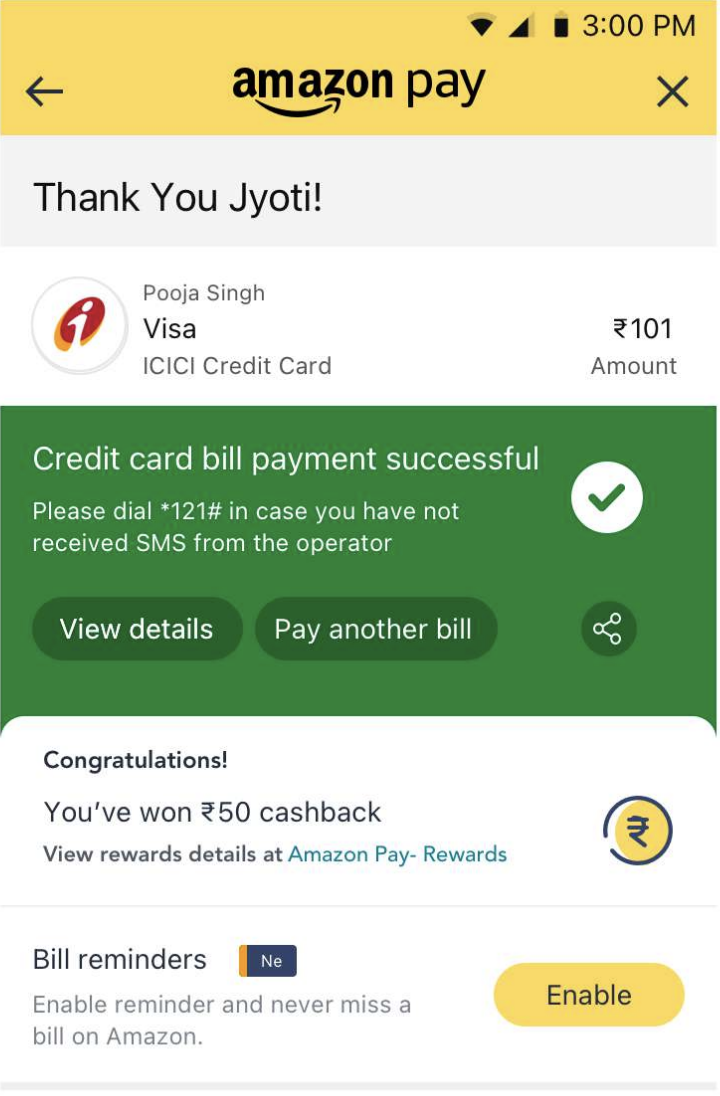 3:00 PM
amazon pay
Thank You Jyoti!
Pooja Singh
Visa
₹101
ICICI Credit Card
Amount
Credit card bill payment successful
Please dial *121# in case you have not
received SMS from the operator
View details
Pay another bill
Congratulations!
You’ve won ₹50 cashback
View rewards details at Amazon Pay- Rewards
Bill reminders
Ne
Enable
Enable reminder and never miss a
bill on Amazon.